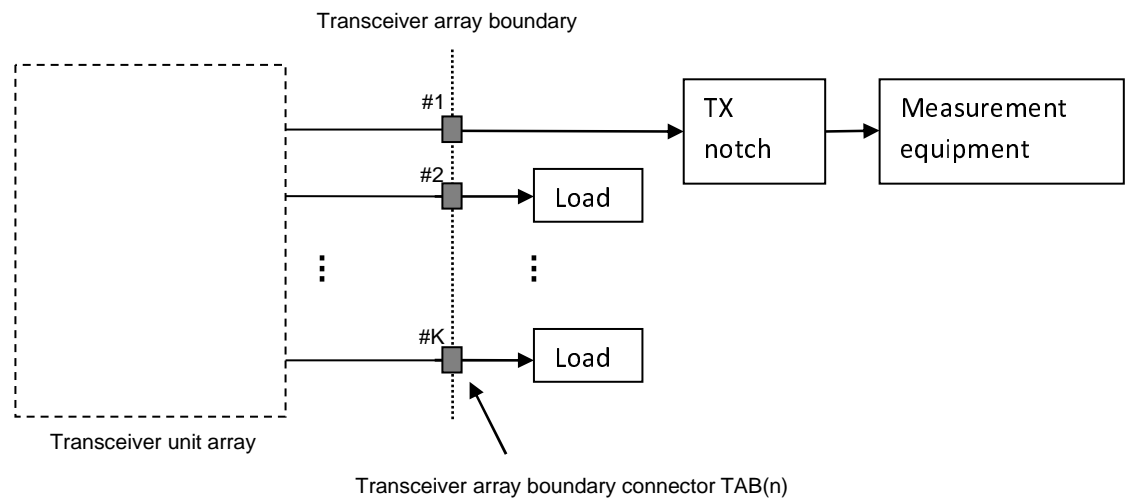 Transceiver array boundary
#1
TX
notch
Measurement
equipment
#2
Load
#K
Load
Transceiver unit array
Transceiver array boundary connector TAB(n)